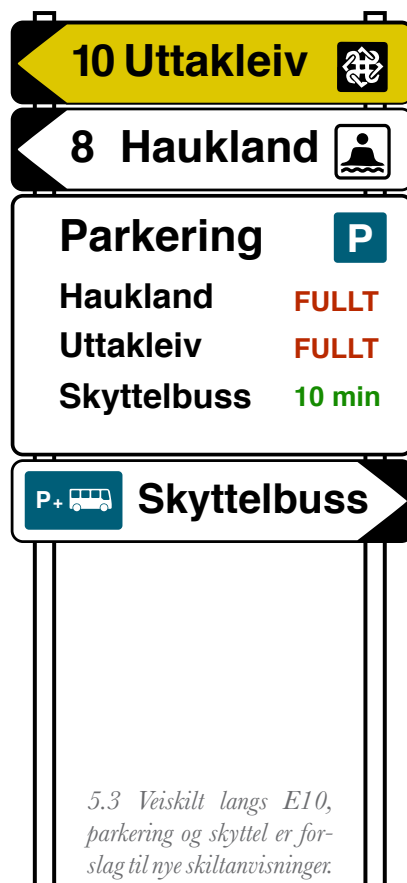 10 Uttakleiv
8 Haukland
Parkering P
Haukland FULLT
Uttakleiv FULLT
Skyttelbuss 10 min
P+ Skyttelbuss
5.3 Veiskilt langs E10,
parkering og skyttel er for-
slag til nye skiltanvisninger.